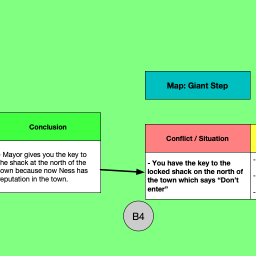 Map: Giant Step
Conclusion
- Mayor gives you the key to
the shack at the north of the
town because now Ness has
reputation in the town.
Conflict / Situation
- You have the key to the
locked shack on the north of
the town which says “Don’t
enter”
B4